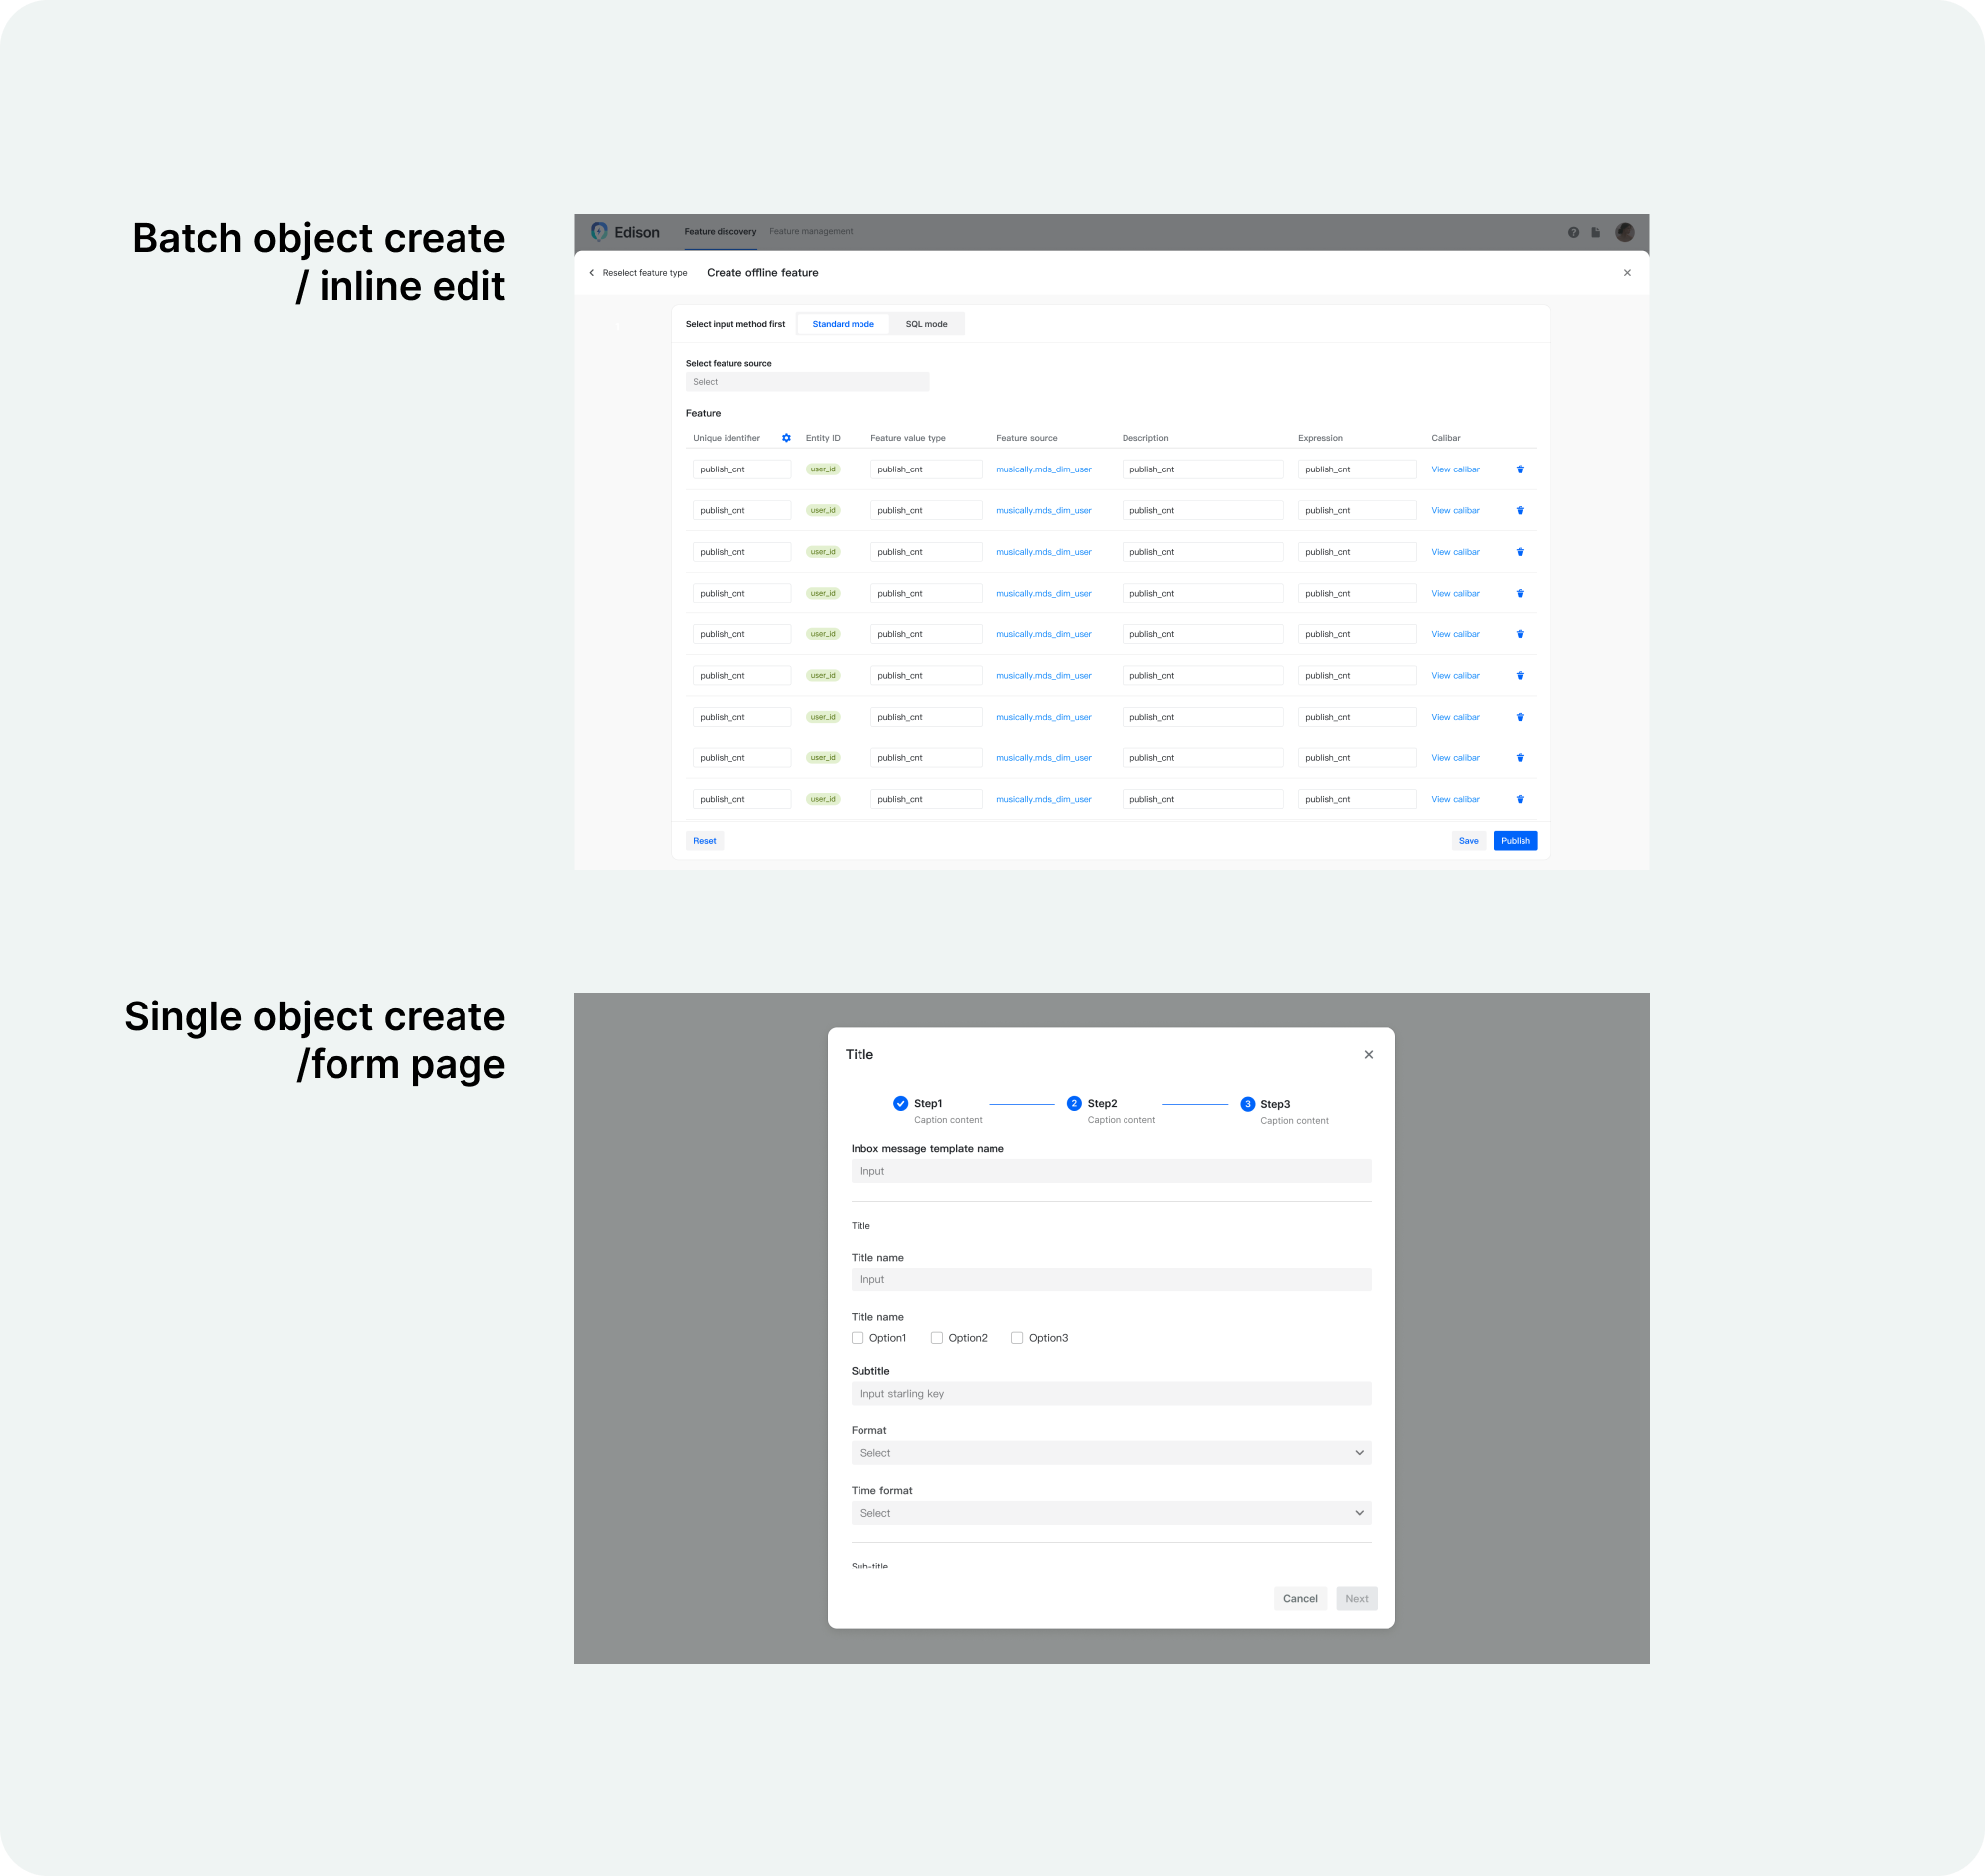 Batch object create
/ inline edit
Edison Feature discovery Feature management
Reselect feature type Create offline feature
Select input method first Standard mode SQL mode
Select feature source
Select
Feature
Unique identifier Entity ID Feature value type Feature source Description Expression Calibar
publish_cnt user_id publish_cnt musically.mds_dim_user publish_cnt publish_cnt View calibar
publish_cnt user_id publish_cnt musically.mds_dim_user publish_cnt publish_cnt View calibar
publish_cnt user_id publish_cnt musically.mds_dim_user publish_cnt publish_cnt View calibar
publish_cnt user_id publish_cnt musically.mds_dim_user publish_cnt publish_cnt View calibar
publish_cnt user_id publish_cnt musically.mds_dim_user publish_cnt publish_cnt View calibar
publish_cnt user_id publish_cnt musically.mds_dim_user publish_cnt publish_cnt View calibar
publish_cnt user_id publish_cnt musically.mds_dim_user publish_cnt publish_cnt View calibar
publish_cnt user_id publish_cnt musically.mds_dim_user publish_cnt publish_cnt View calibar
publish_cnt user_id publish_cnt musically.mds_dim_user publish_cnt publish_cnt View calibar
Reset Save Publish
Single object create
/form page
Title
Step1 2 Step2 3 Step3
Caption content Caption content Caption content
Inbox message template name
Input
Title
Title name
Input
Title name
Option1 Option2 Option3
Subtitle
Input starling key
Format
Select
Time format
Select
Sub-title
Cancel Next